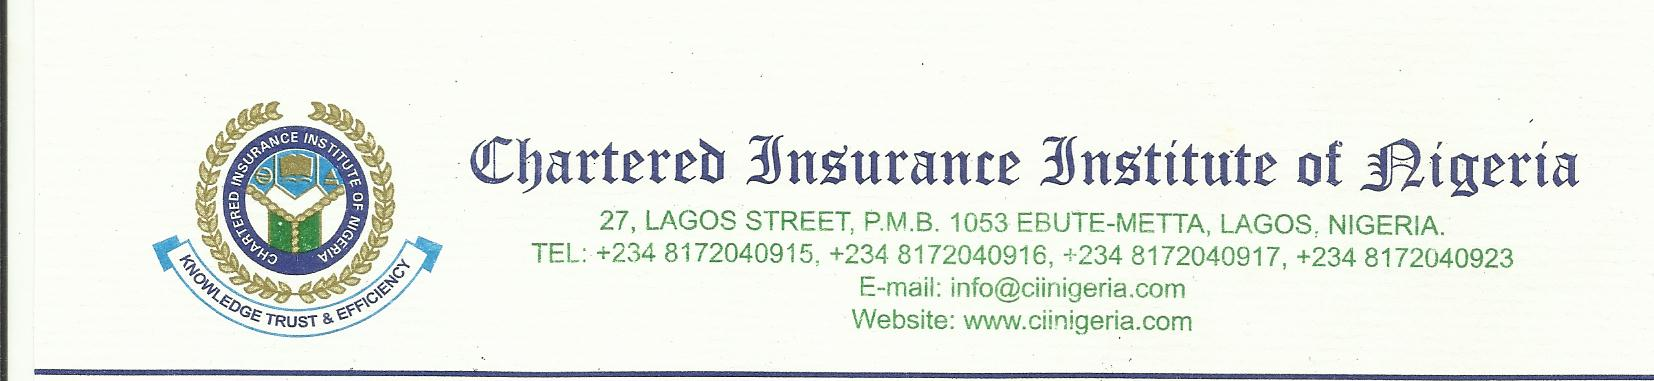 CHARTERED INSURANCE INSTITUTE OF NIGERIA
KNOWLEDGE TRUST & EFFICIENCY
Chartered Insurance Institute of Nigeria
27, LAGOS STREET, P.M.B. 1053 EBUTE-METTA, LAGOS, NIGERIA.
TEL: +234 8172040915, +234 8172040916, +234 8172040917, +234 8172040923
E-mail: info@ciinigeria.com
Website: www.ciinigeria.com